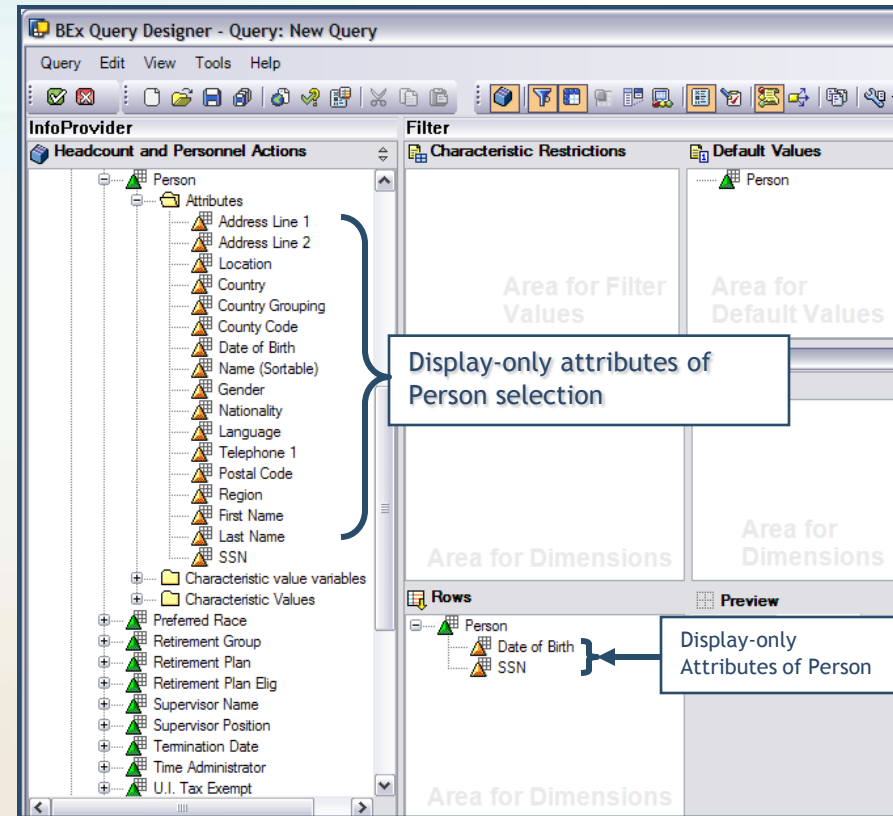 BEx Query Designer - Query: New Query
Query Edit View Tools Help
InfoProvider
Headcount and Personnel Actions
Person
Attributes
Address Line 1
Address Line 2
Location
Country
Country Grouping
County Code
Date of Birth
Name (Sortable)
Gender
Nationality
Language
Telephone 1
Postal Code
Region
First Name
Last Name
SSN
Characteristic value variables
Characteristic Values
Preferred Race
Retirement Group
Retirement Plan
Retirement Plan Elig
Supervisor Name
Supervisor Position
Termination Date
Time Administrator
U.I. Tax Exempt
Filter
Characteristic Restrictions
Area for Filter
Values
Default Values
Person
Area for
Default Values
Display-only attributes of
Person selection
Area for Dimensions
Area for
Dimensions
Rows
Person
Date of Birth
SSN
Area for Dimensions
Preview
Display-only
Attributes of Person